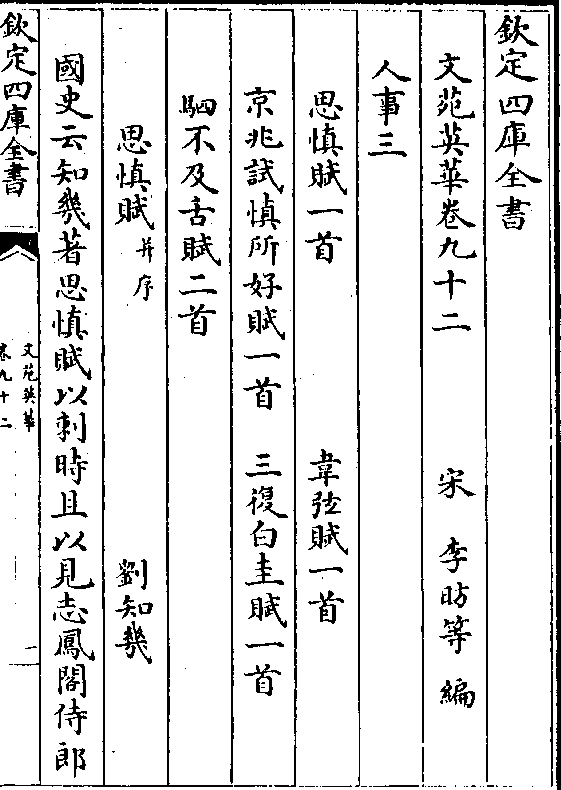 欽定四庫全書
文苑英華卷九十二　宋　李昉等　編
人事三
思慎賦一首　韋弦賦一首
京兆試慎所好賦一首　三復白圭賦一首
駟不及舌賦二首
思慎賦并序　劉知幾
國史云知幾著思慎賦以刺時且以見志鳳閣侍郎
欽定四庫全書
文苑英華
卷九十二
一